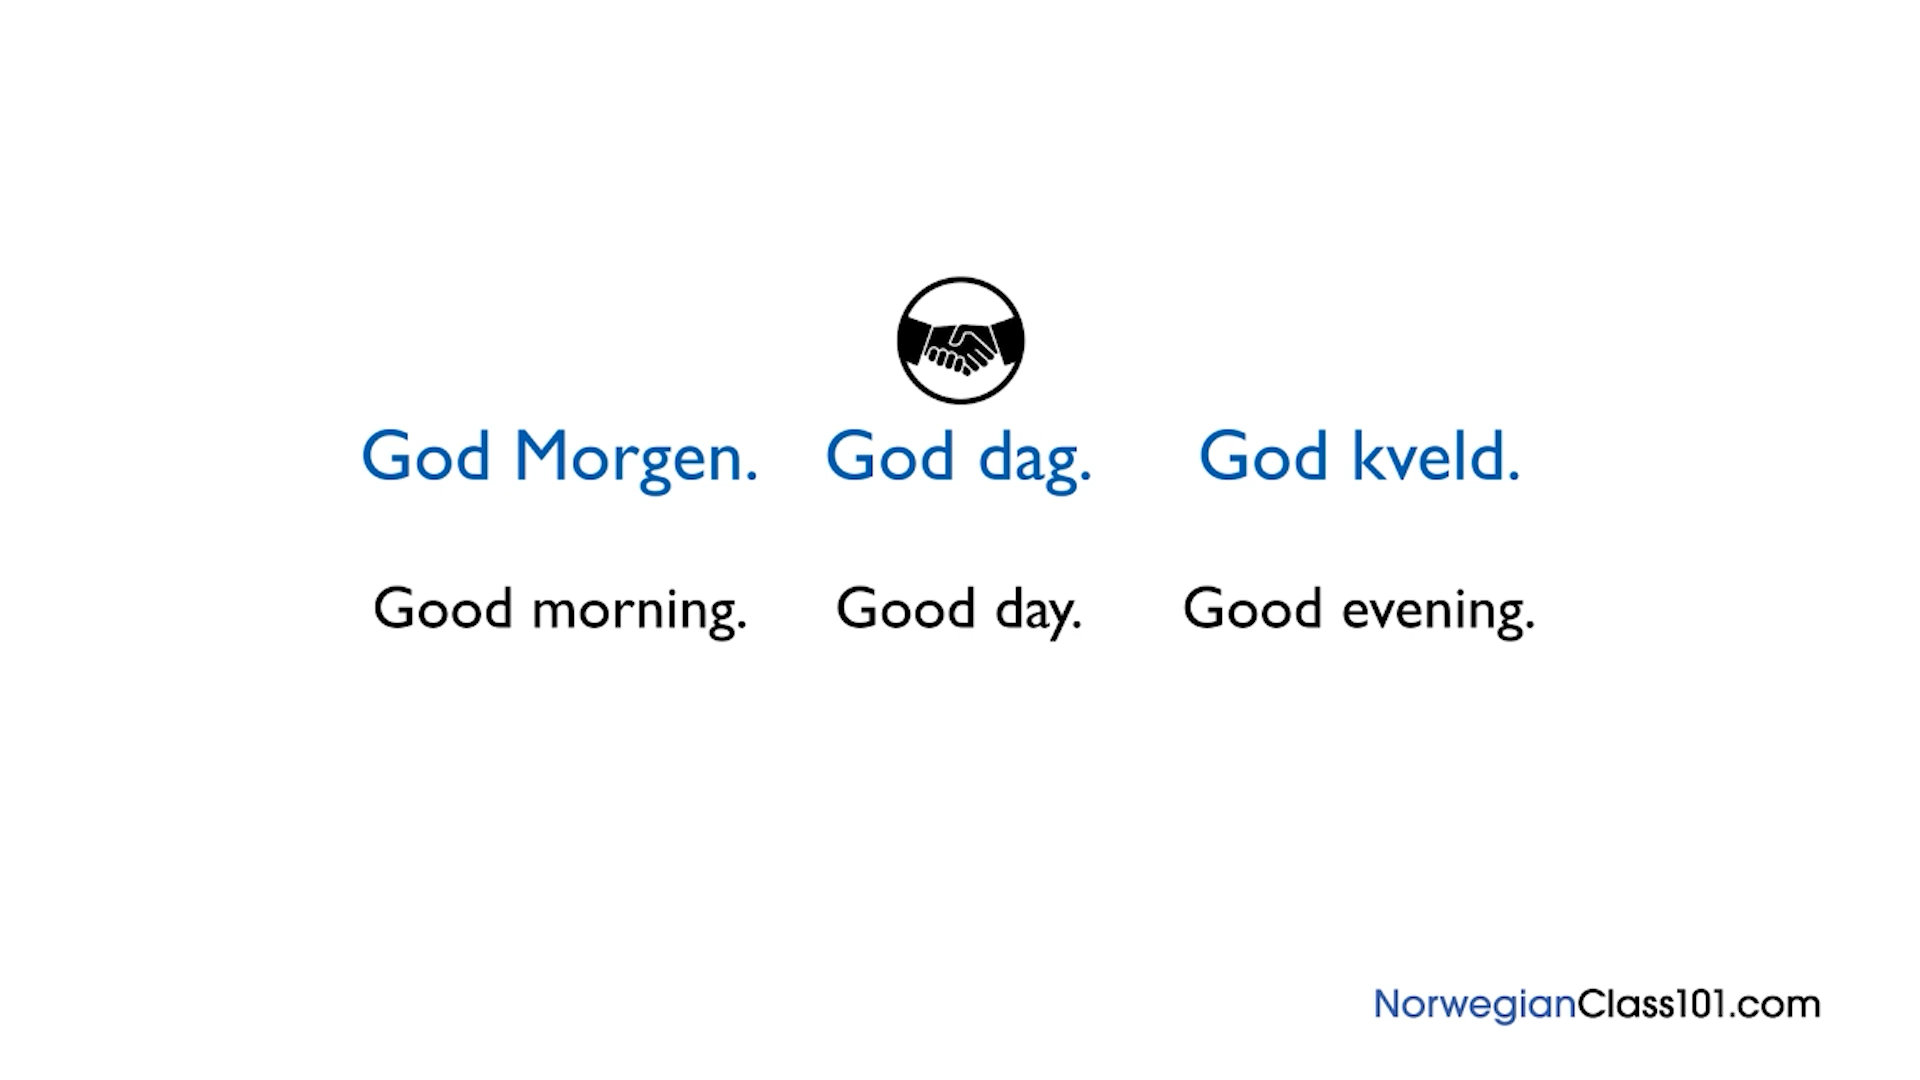 God Morgen. God dag. God kveld.
Good morning. Good day. Good evening.
NorwegianClass101.com